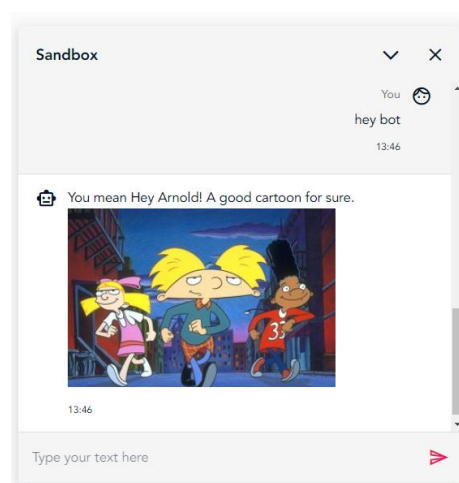 Sandbox
You
hey bot
13:46
You mean Hey Arnold! A good cartoon for sure.
33
13:46
Type your text here